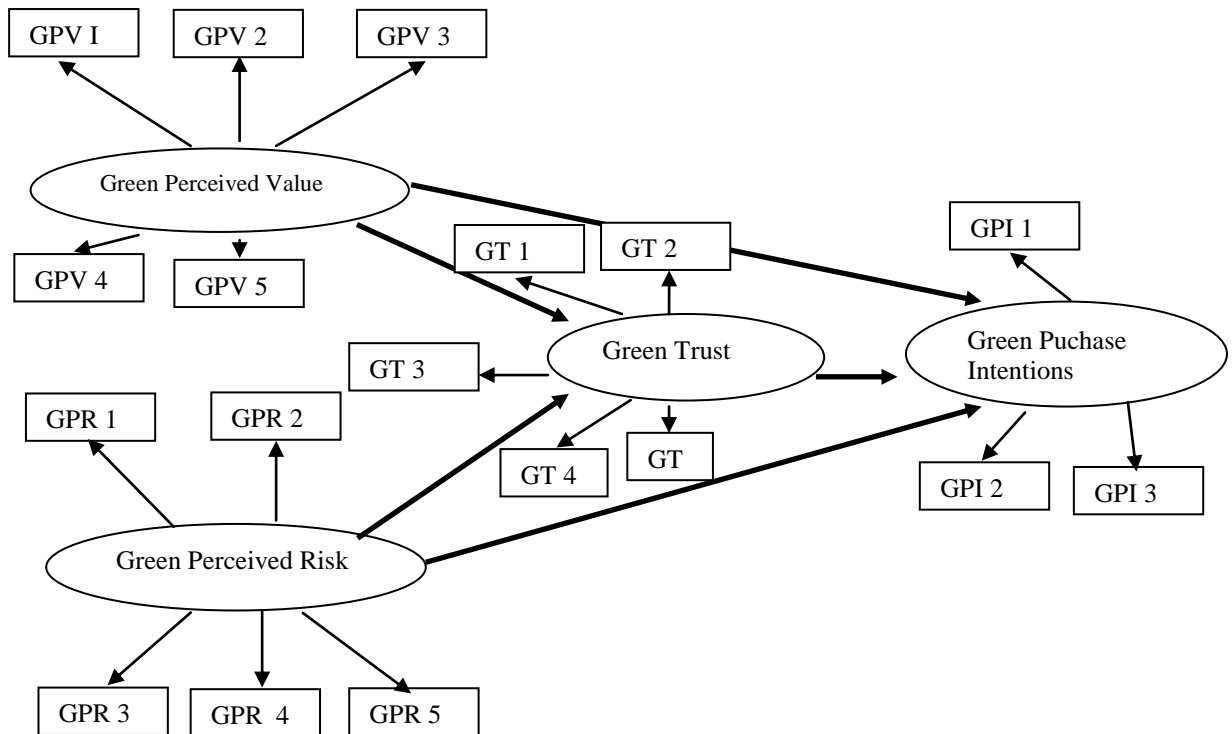 GPV I
GPV 2
GPV 3
Green Perceived Value
GPV 4
GPV 5
GT 1
GT 2
GPI 1
Green Trust
Green Puchase
Intentions
GT 3
GPR 1
GPR 2
GT 4
GT
GPI 2
GPI 3
Green Perceived Risk
GPR 3
GPR 4
GPR 5